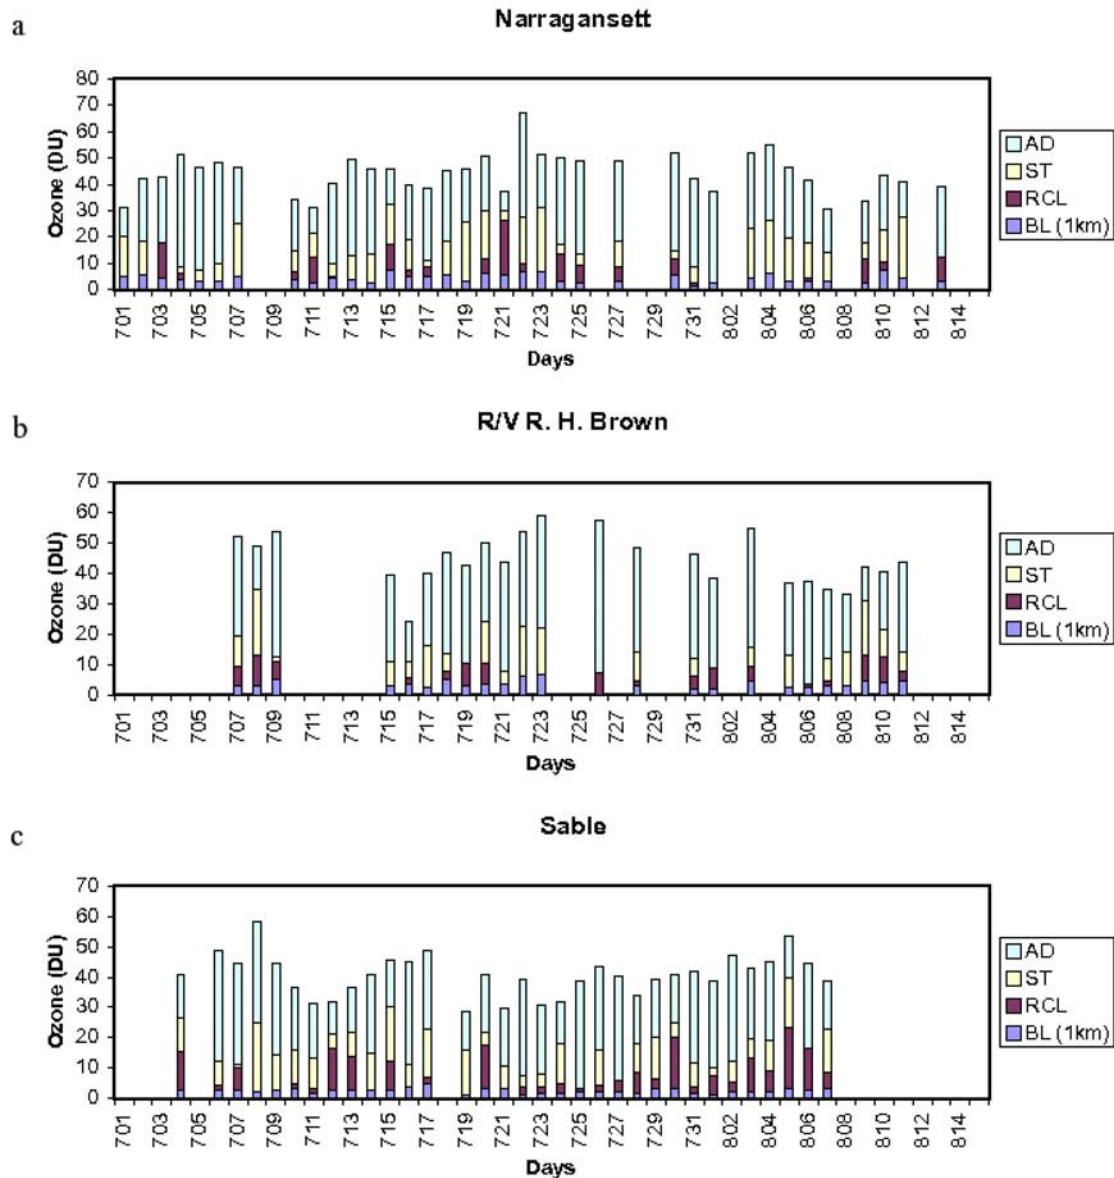 a
Narragansett
80
70
60
50
40
30
20
10
0
Ozone (DU)
701 703 705 707 709 711 713 715 717 719 721 723 725 727 729 731 802 804 806 808 810 812 814
Days
AD
ST
RCL
BL (1km)
b
R/V R. H. Brown
70
60
50
40
30
20
10
0
Ozone (DU)
701 703 705 707 709 711 713 715 717 719 721 723 725 727 729 731 802 804 806 808 810 812 814
Days
AD
ST
RCL
BL (1km)
c
Sable
70
60
50
40
30
20
10
0
Ozone (DU)
701 703 705 707 709 711 713 715 717 719 721 723 725 727 729 731 802 804 806 808 810 812 814
Days
AD
ST
RCL
BL (1km)